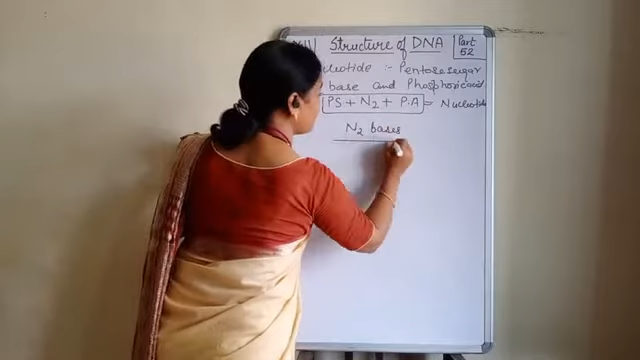 Structure of DNA Part 52
:- Pentose sugar
base and Phosphoric acid
PS + N2 + P.A = Nucleotide
N2 bases